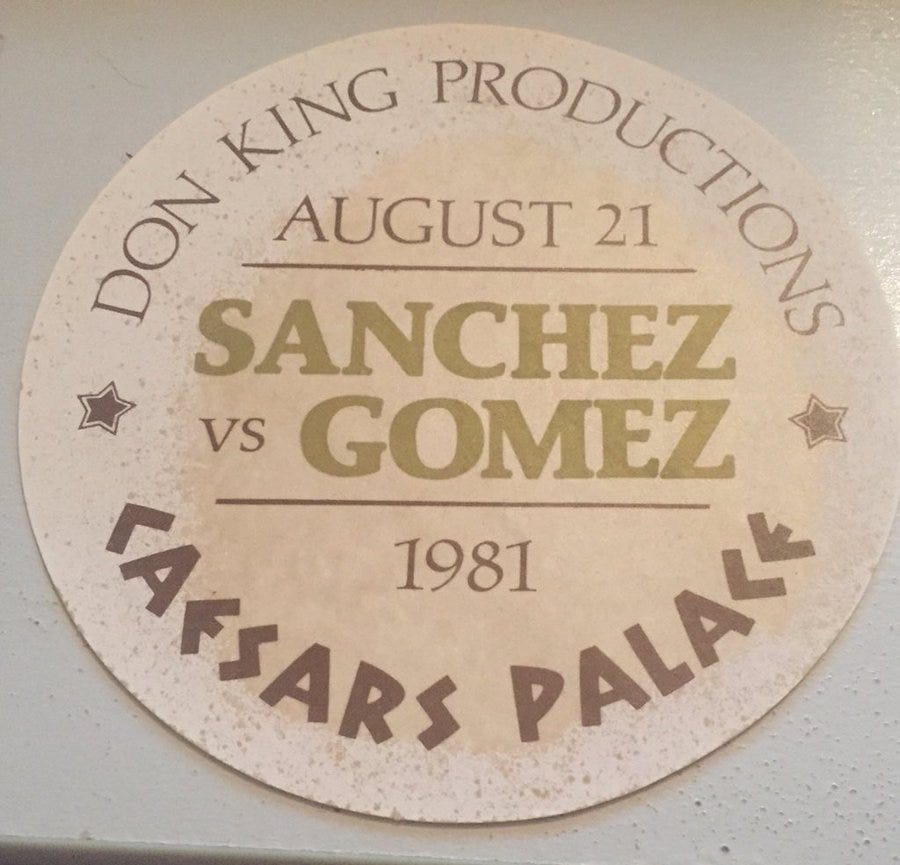 DON KING PRODUCTIONS
AUGUST 21
SANCHEZ
VS GOMEZ
1981
CAESARS PALACE